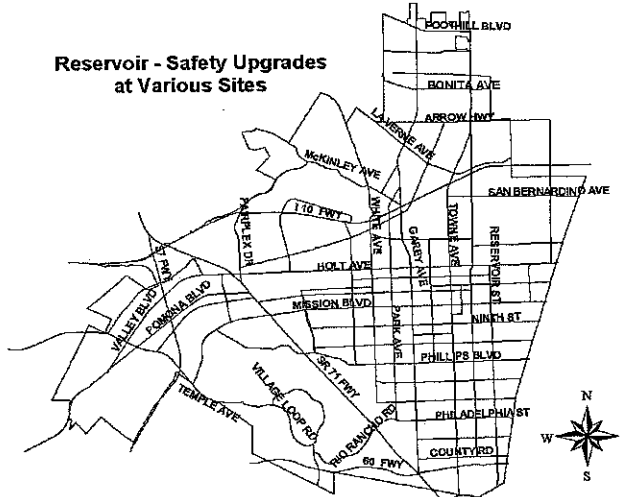 Reservoir - Safety Upgrades
at Various Sites
FOOTHILL BLVD
BONITA AVE
ARROW HWY
LA VERNE AVE
McKINLEY AVE
SAN BERNARDINO AVE
I 10 FWY
FAIRPLEX DR
WHITE AVE
GAREY AVE
TOWNE AVE
RESERVOIR ST
57 FWY
HOLT AVE
VALLEY BLVD
POMONA BLVD
MISSION BLVD
NINTH ST
PARK AVE
PHILLIPS BLVD
SR 71 FWY
VILLAGE LOOP RD
TEMPLE AVE
RIO RANCHO RD
PHILADELPHIA ST
COUNTY RD
60 FWY
N
W
E
S